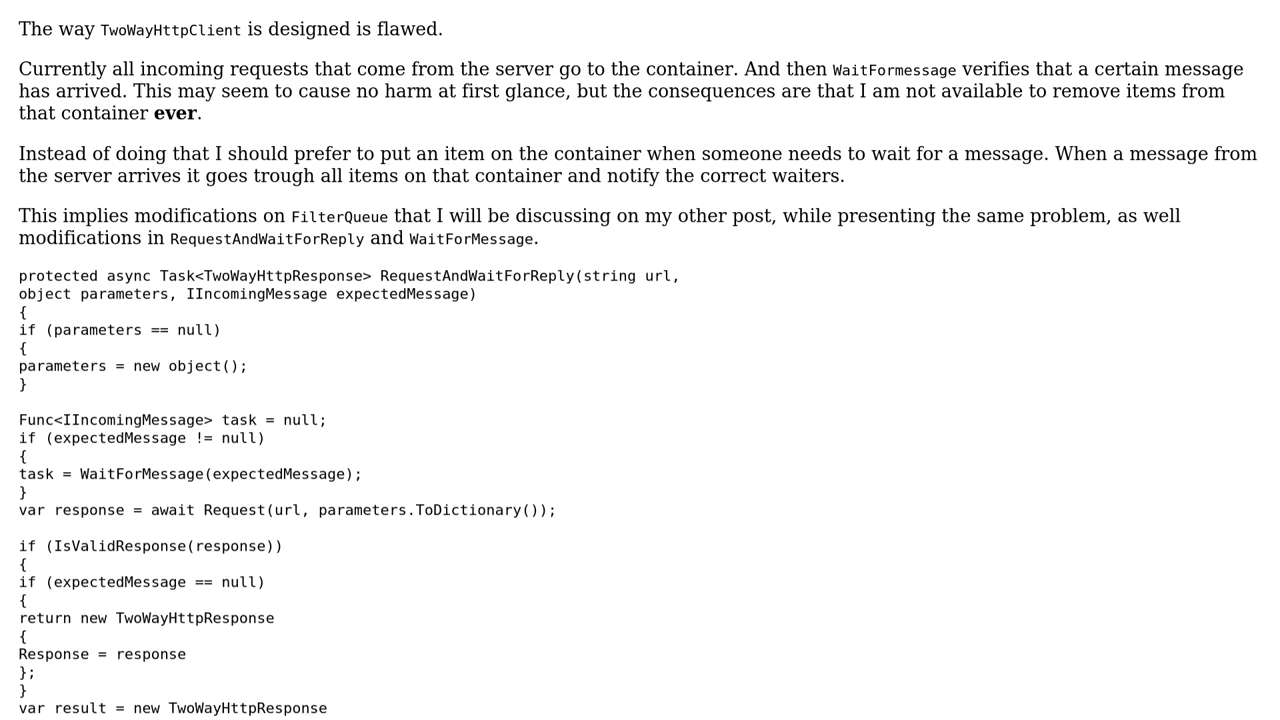 The way TwoWayHttpClient is designed is flawed.
Currently all incoming requests that come from the server go to the container. And then WaitFormessage verifies that a certain message
has arrived. This may seem to cause no harm at first glance, but the consequences are that I am not available to remove items from
that container ever.
Instead of doing that I should prefer to put an item on the container when someone needs to wait for a message. When a message from
the server arrives it goes trough all items on that container and notify the correct waiters.
This implies modifications on FilterQueue that I will be discussing on my other post, while presenting the same problem, as well
modifications in RequestAndWaitForReply and WaitForMessage.
protected async Task<TwoWayHttpResponse> RequestAndWaitForReply(string url,
object parameters, IIncomingMessage expectedMessage)
{
if (parameters == null)
{
parameters = new object();
}
Func<IIncomingMessage> task = null;
if (expectedMessage != null)
{
task = WaitForMessage(expectedMessage);
}
var response = await Request(url, parameters.ToDictionary());
if (IsValidResponse(response))
{
if (expectedMessage == null)
{
return new TwoWayHttpResponse
{
Response = response
};
}
var result = new TwoWayHttpResponse